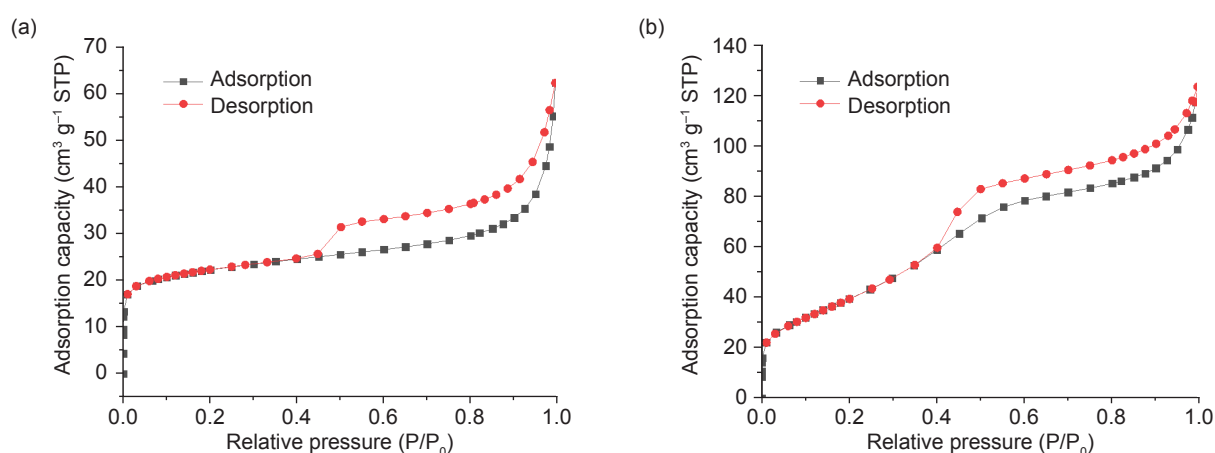 (a)
Adsorption capacity (cm³ g⁻¹ STP)
70
60
50
40
30
20
10
0
Adsorption
Desorption
0.0 0.2 0.4 0.6 0.8 1.0
Relative pressure (P/P₀)
(b)
Adsorption capacity (cm³ g⁻¹ STP)
140
120
100
80
60
40
20
0
Adsorption
Desorption
0.0 0.2 0.4 0.6 0.8 1.0
Relative pressure (P/P₀)